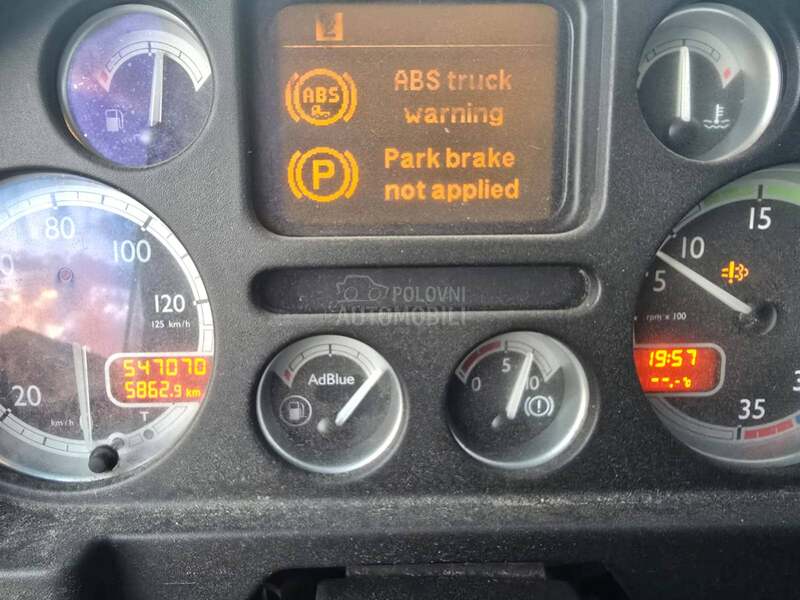 ABS
ABS truck
warning
P
Park brake
not applied
80
100
120
125 km/h
20
km/h
547070
5862.9 km
T
POLOVNI
AUTOMOBILI
AdBlue
0
5
10
5
10
15
rpm x 100
19:57
--.-°C
35